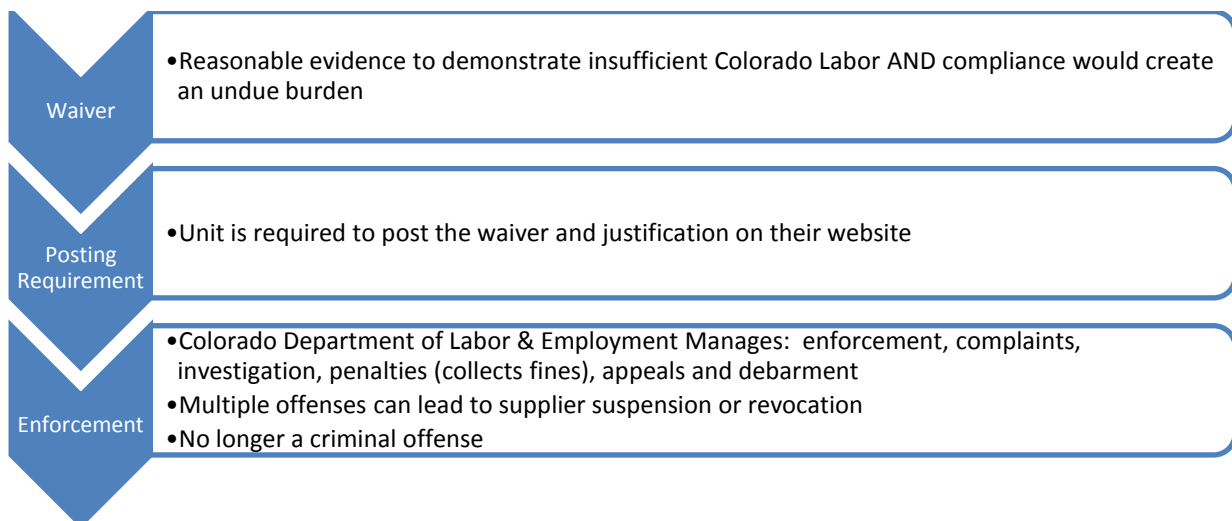 Waiver
•Reasonable evidence to demonstrate insufficient Colorado Labor AND compliance would create
an undue burden
Posting
Requirement
•Unit is required to post the waiver and justification on their website
Enforcement
•Colorado Department of Labor & Employment Manages:  enforcement, complaints,
investigation, penalties (collects fines), appeals and debarment
•Multiple offenses can lead to supplier suspension or revocation
•No longer a criminal offense